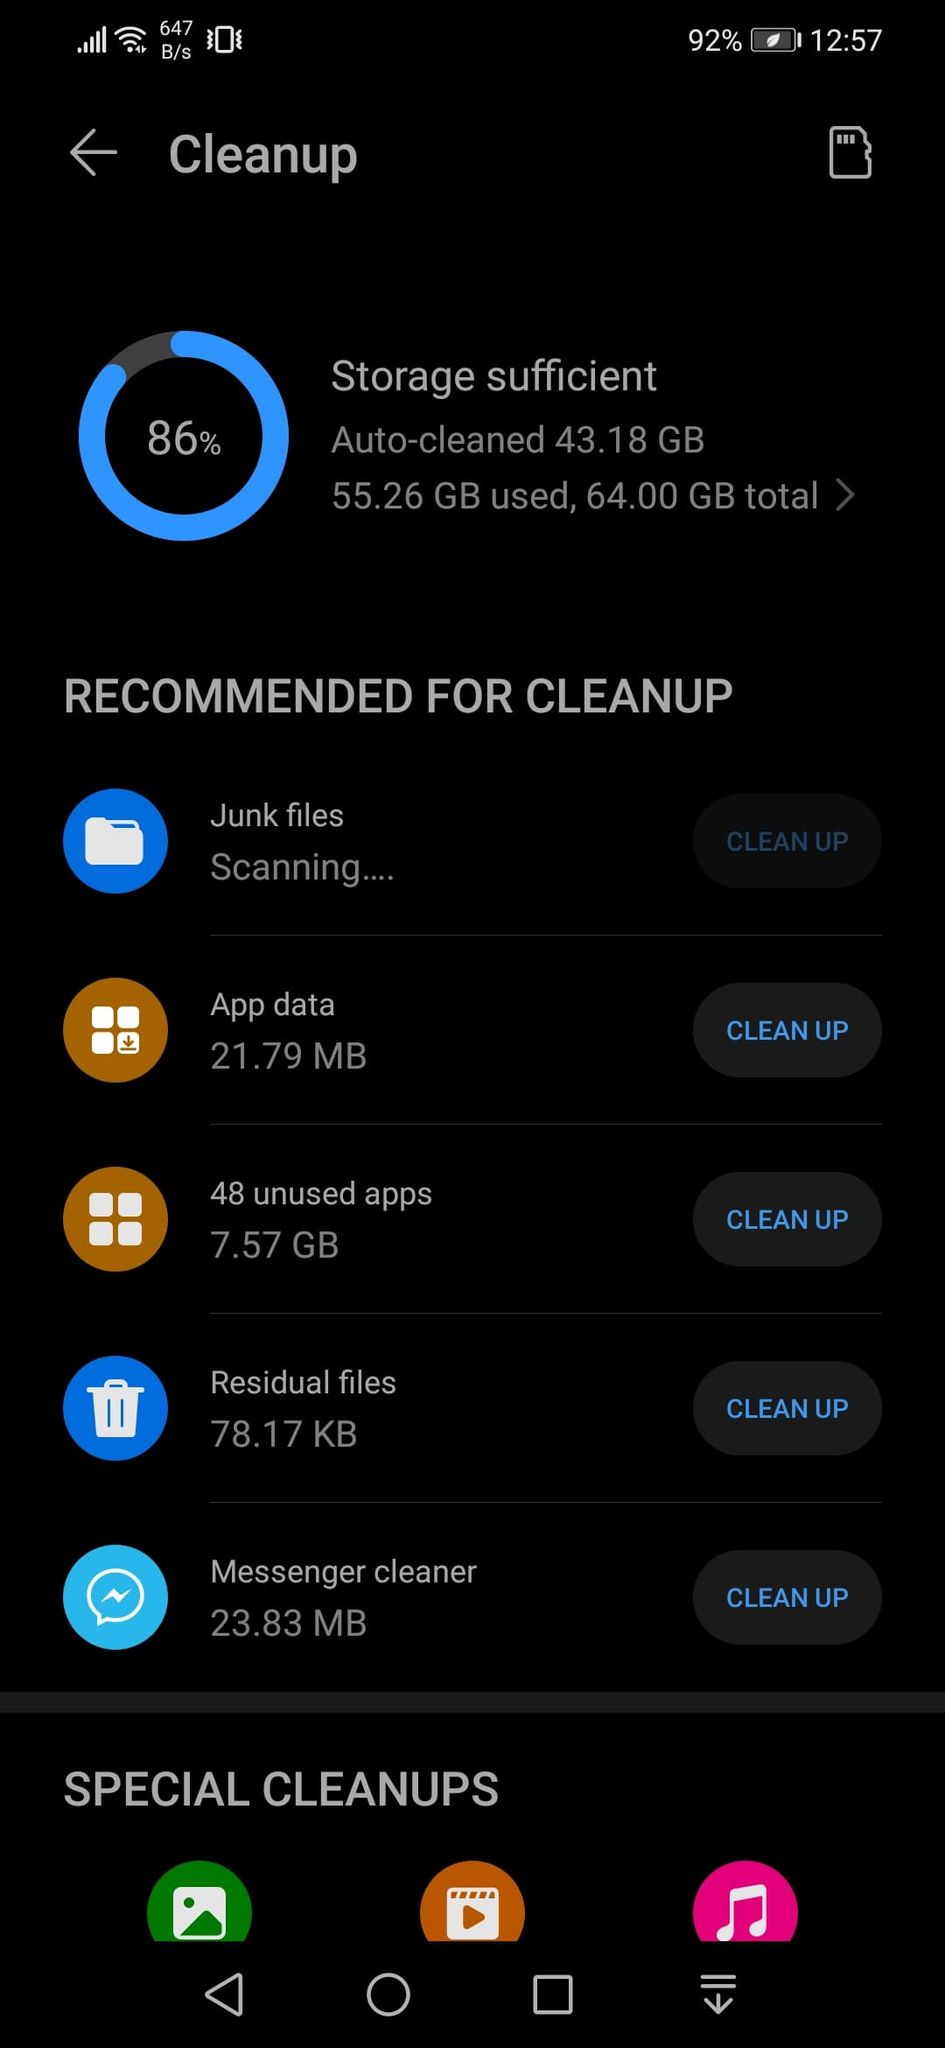 647
B/s
92%
12:57
Cleanup
86%
Storage sufficient
Auto-cleaned 43.18 GB
55.26 GB used, 64.00 GB total
RECOMMENDED FOR CLEANUP
Junk files
Scanning....
CLEAN UP
App data
21.79 MB
CLEAN UP
48 unused apps
7.57 GB
CLEAN UP
Residual files
78.17 KB
CLEAN UP
Messenger cleaner
23.83 MB
CLEAN UP
SPECIAL CLEANUPS